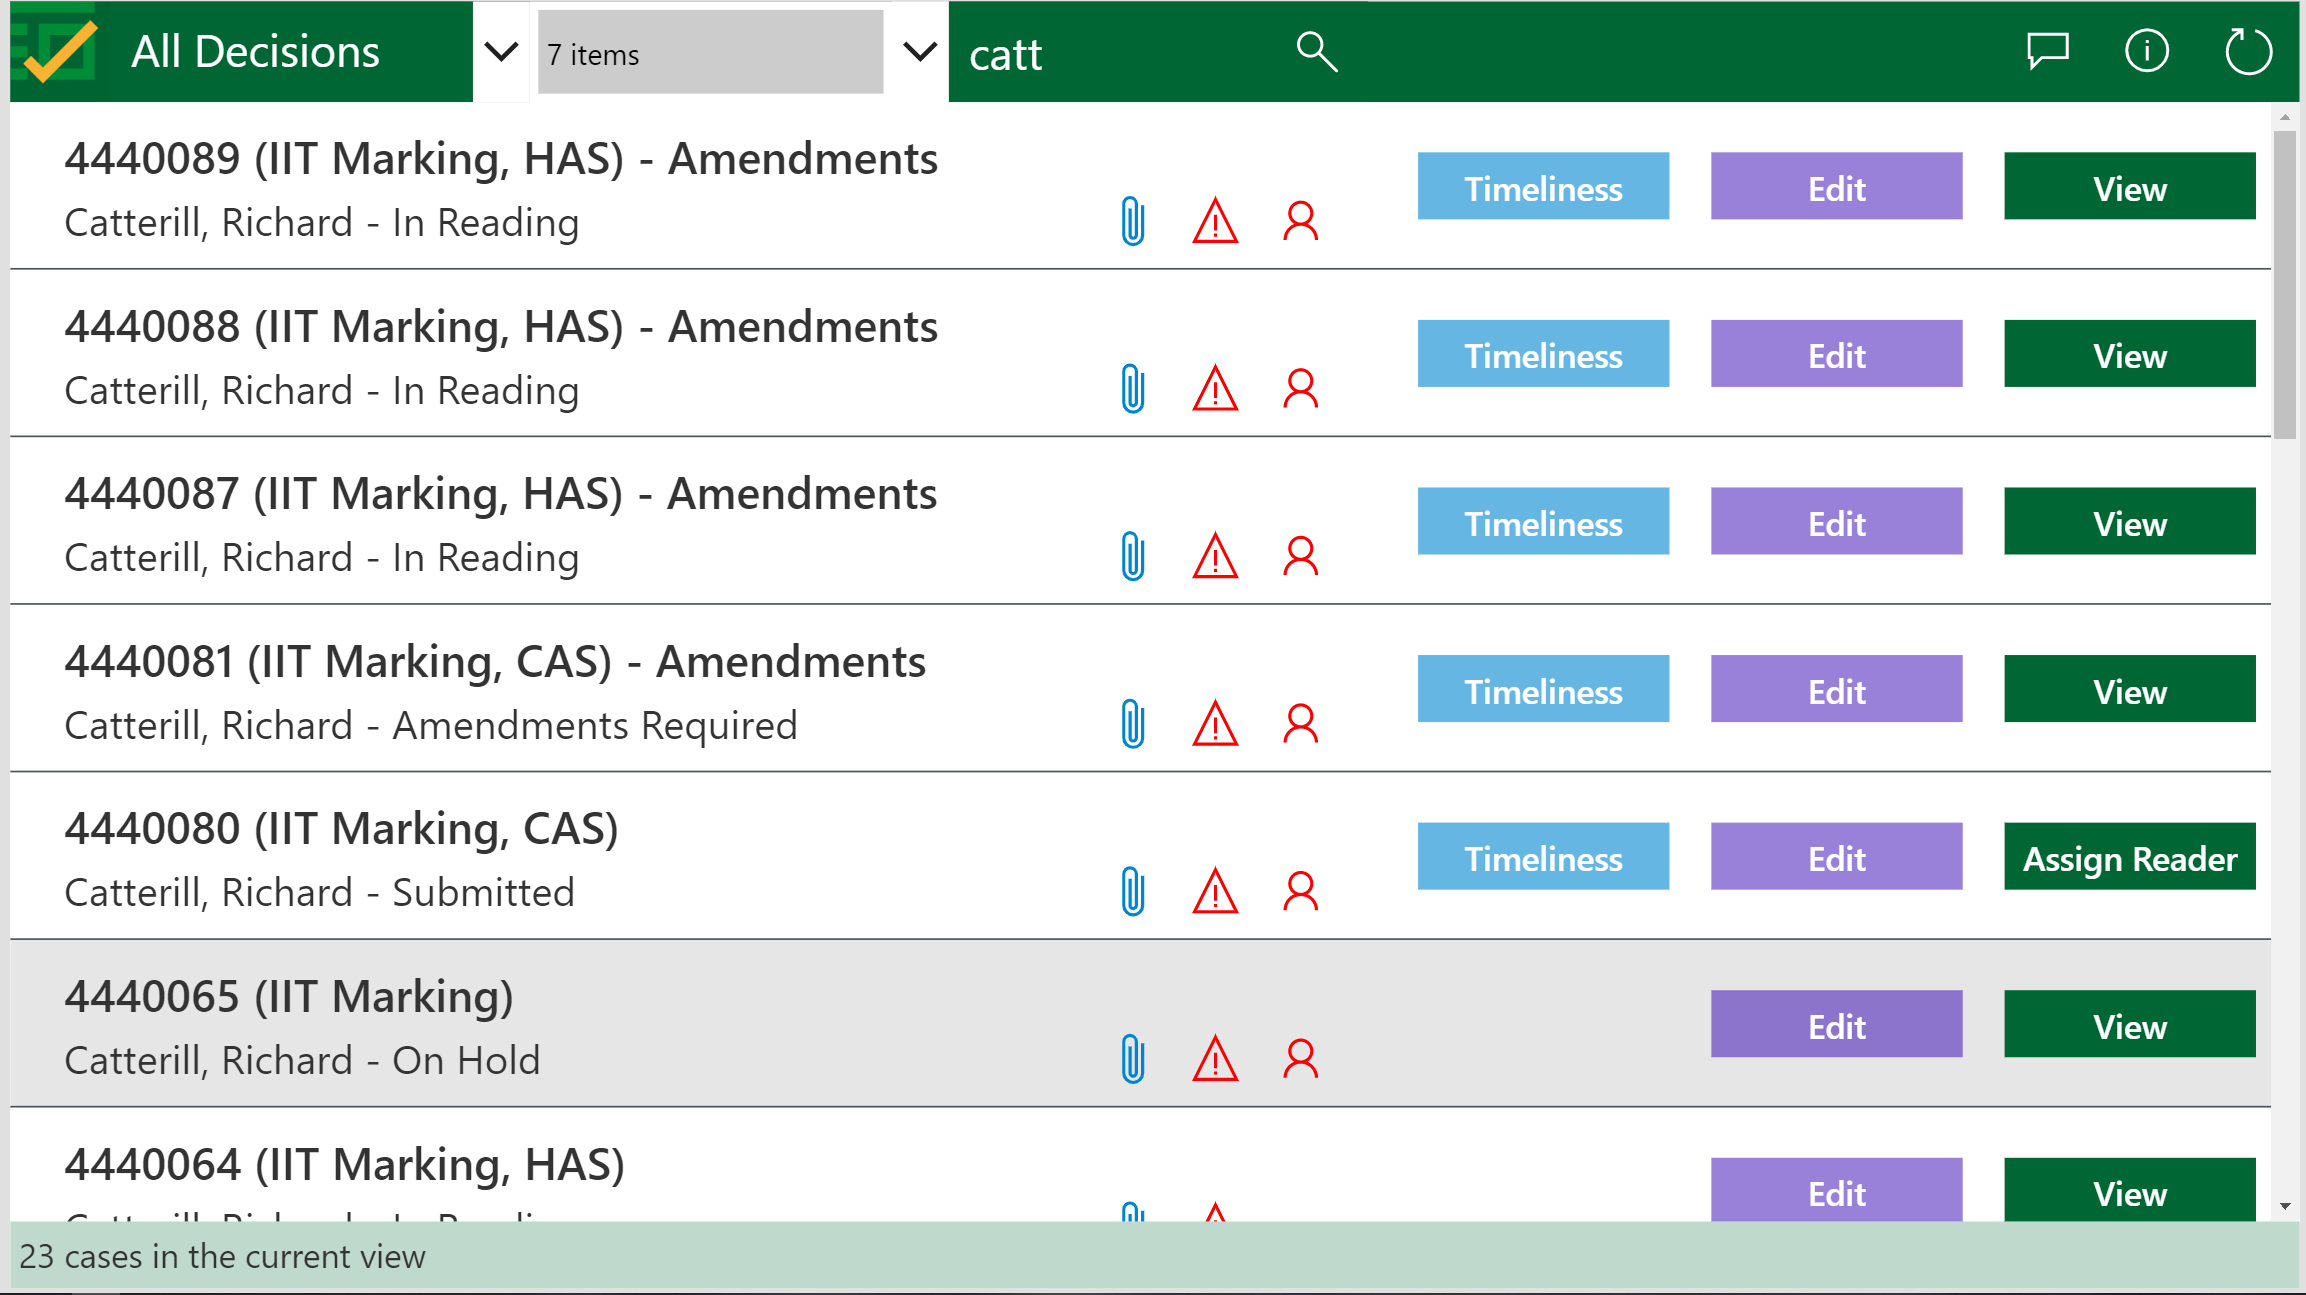 All Decisions
7 items
catt
4440089 (IIT Marking, HAS) - Amendments
Catterill, Richard - In Reading
Timeliness
Edit
View
4440088 (IIT Marking, HAS) - Amendments
Catterill, Richard - In Reading
Timeliness
Edit
View
4440087 (IIT Marking, HAS) - Amendments
Catterill, Richard - In Reading
Timeliness
Edit
View
4440081 (IIT Marking, CAS) - Amendments
Catterill, Richard - Amendments Required
Timeliness
Edit
View
4440080 (IIT Marking, CAS)
Catterill, Richard - Submitted
Timeliness
Edit
Assign Reader
4440065 (IIT Marking)
Catterill, Richard - On Hold
Edit
View
4440064 (IIT Marking, HAS)
Edit
View
23 cases in the current view